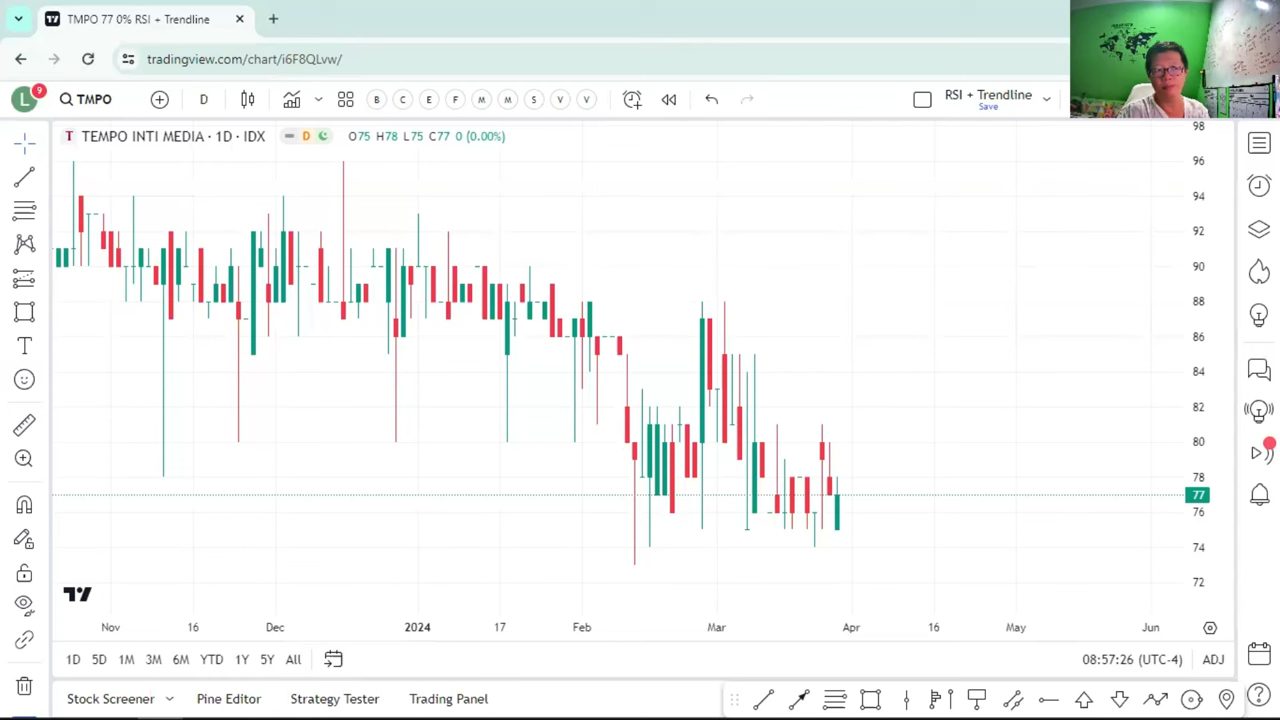 TMPO 77 0% RSI + Trendline
tradingview.com/chart/i6F8QLvw/
L
9
TMPO
D
B C E F M M S V V
RSI + Trendline
Save
T TEMPO INTI MEDIA · 1D · IDX
D
O75 H78 L75 C77 0 (0.00%)
98
96
94
92
90
88
86
84
82
80
78
77
76
74
72
Nov 16 Dec 2024 17 Feb Mar Apr 16 May Jun
1D 5D 1M 3M 6M YTD 1Y 5Y All
08:57:26 (UTC-4) ADJ
Stock Screener Pine Editor Strategy Tester Trading Panel